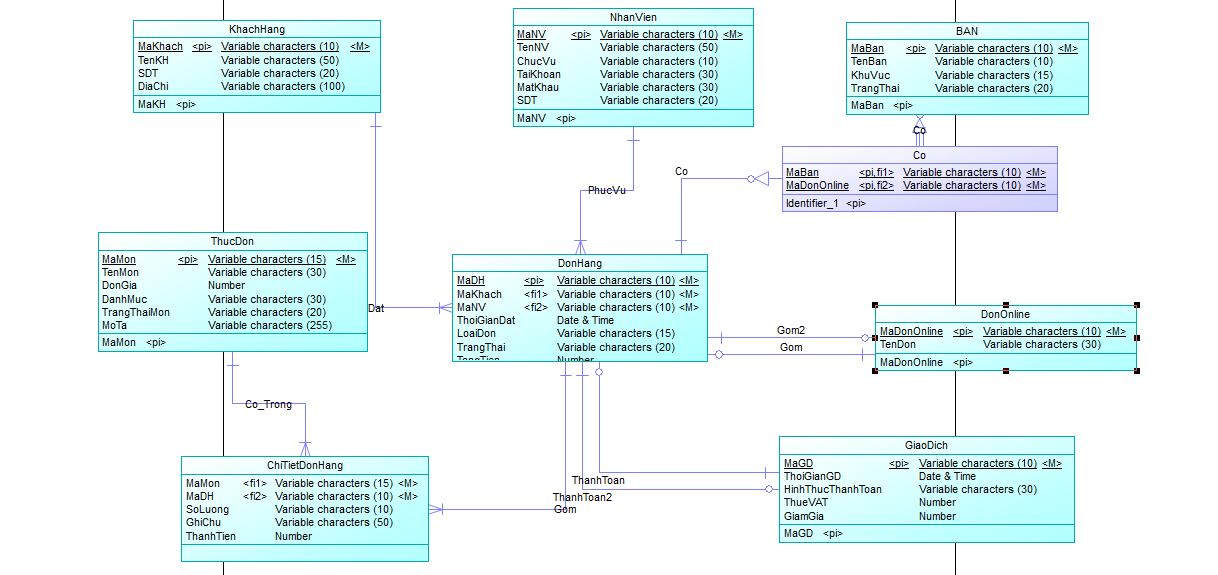 KhachHang
MaKhach <pi> Variable characters (10) <M>
TenKH Variable characters (50)
SDT Variable characters (20)
DiaChi Variable characters (100)
MaKH <pi>
NhanVien
MaNV <pi> Variable characters (10) <M>
TenNV Variable characters (50)
ChucVu Variable characters (10)
TaiKhoan Variable characters (30)
MatKhau Variable characters (30)
SDT Variable characters (20)
MaNV <pi>
BAN
MaBan <pi> Variable characters (10) <M>
TenBan Variable characters (10)
KhuVuc Variable characters (15)
TrangThai Variable characters (20)
MaBan <pi>
Co
Co
MaBan <pi,fi1> Variable characters (10) <M>
MaDonOnline <pi,fi2> Variable characters (10) <M>
Identifier_1 <pi>
Co
PhucVu
ThucDon
MaMon <pi> Variable characters (15) <M>
TenMon Variable characters (30)
DonGia Number
DanhMuc Variable characters (30)
TrangThaiMon Variable characters (20)
MoTa Variable characters (255)
MaMon <pi>
Dat
DonHang
MaDH <pi> Variable characters (10) <M>
MaKhach <fi1> Variable characters (10) <M>
MaNV <fi2> Variable characters (10) <M>
ThoiGianDat Date & Time
LoaiDon Variable characters (15)
TrangThai Variable characters (20)
TongTien Number
Gom2
Gom
DonOnline
MaDonOnline <pi> Variable characters (10) <M>
TenDon Variable characters (30)
MaDonOnline <pi>
Co_Trong
ChiTietDonHang
MaMon <fi1> Variable characters (15) <M>
MaDH <fi2> Variable characters (10) <M>
SoLuong Variable characters (10)
GhiChu Variable characters (50)
ThanhTien Number
ThanhToan
ThanhToan2
Gom
GiaoDich
MaGD <pi> Variable characters (10) <M>
ThoiGianGD Date & Time
HinhThucThanhToan Variable characters (30)
ThueVAT Number
GiamGia Number
MaGD <pi>